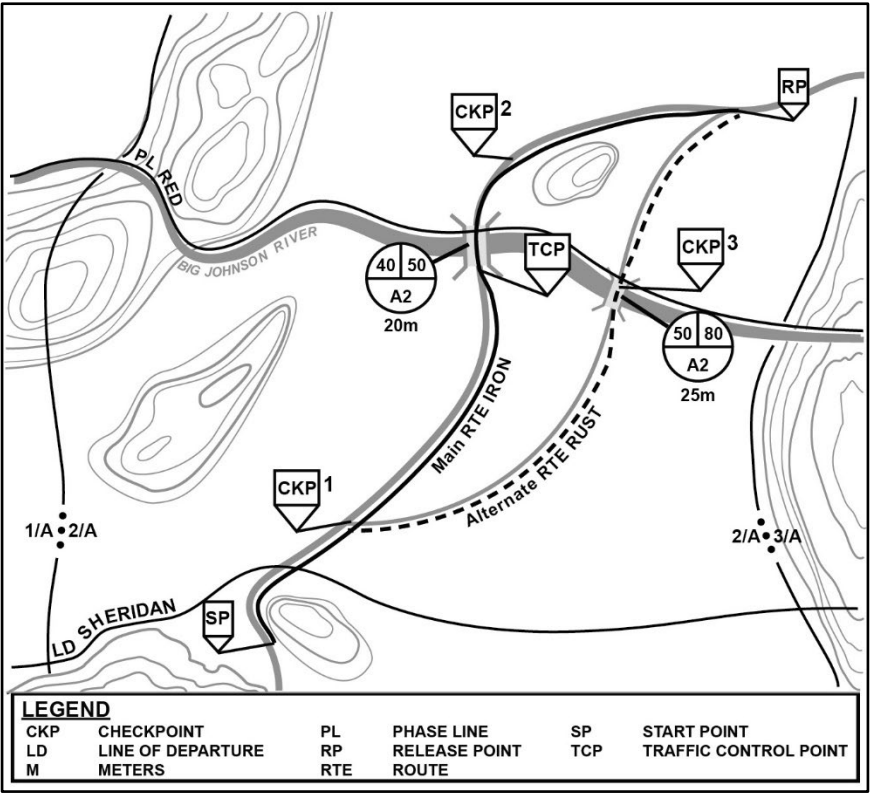 RP
CKP 2
PL RED
BIG JOHNSON RIVER
TCP
CKP 3
40 50
A2
20m
50 80
A2
25m
Main RTE IRON
Alternate RTE RUST
CKP 1
1/A 2/A
2/A 3/A
LD SHERIDAN
SP
LEGEND
CKP CHECKPOINT PL PHASE LINE SP START POINT
LD LINE OF DEPARTURE RP RELEASE POINT TCP TRAFFIC CONTROL POINT
M METERS RTE ROUTE